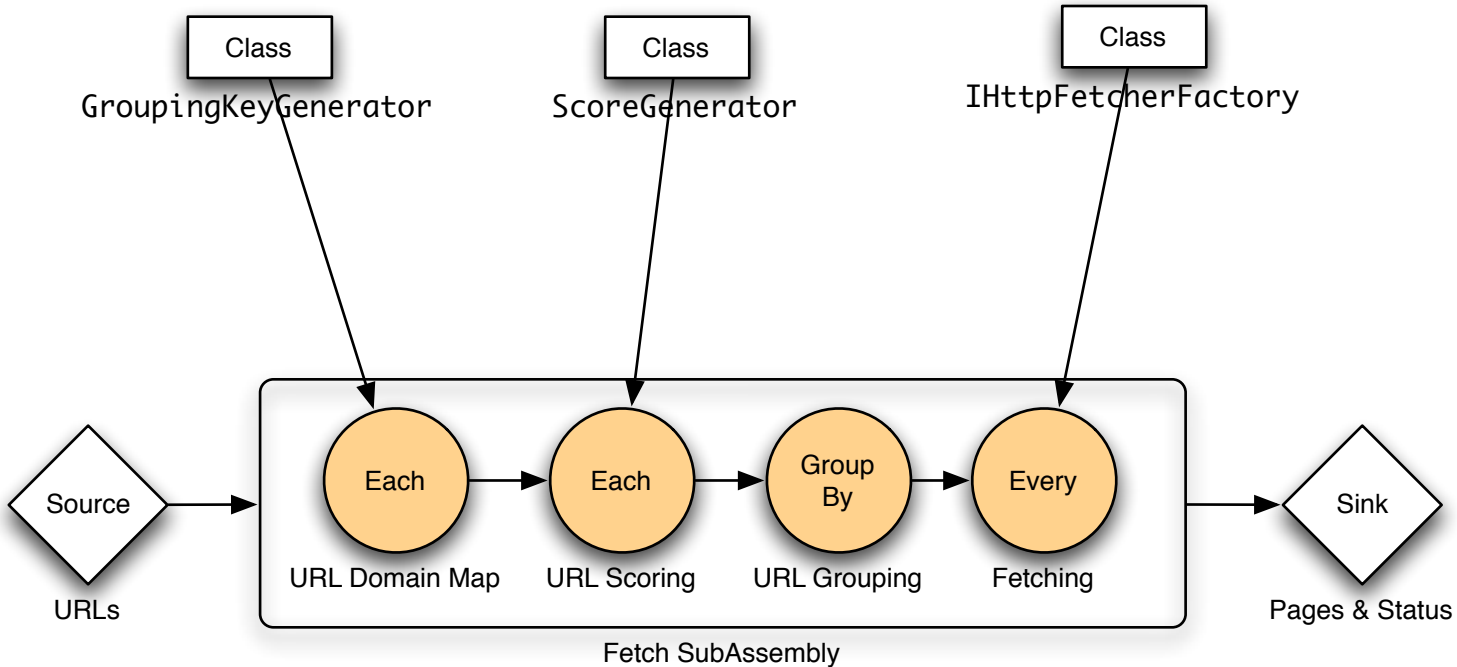 Class
GroupingKeyGenerator
Class
ScoreGenerator
Class
IHttpFetcherFactory
Source
URLs
Each
URL Domain Map
Each
URL Scoring
Group
By
URL Grouping
Every
Fetching
Fetch SubAssembly
Sink
Pages & Status